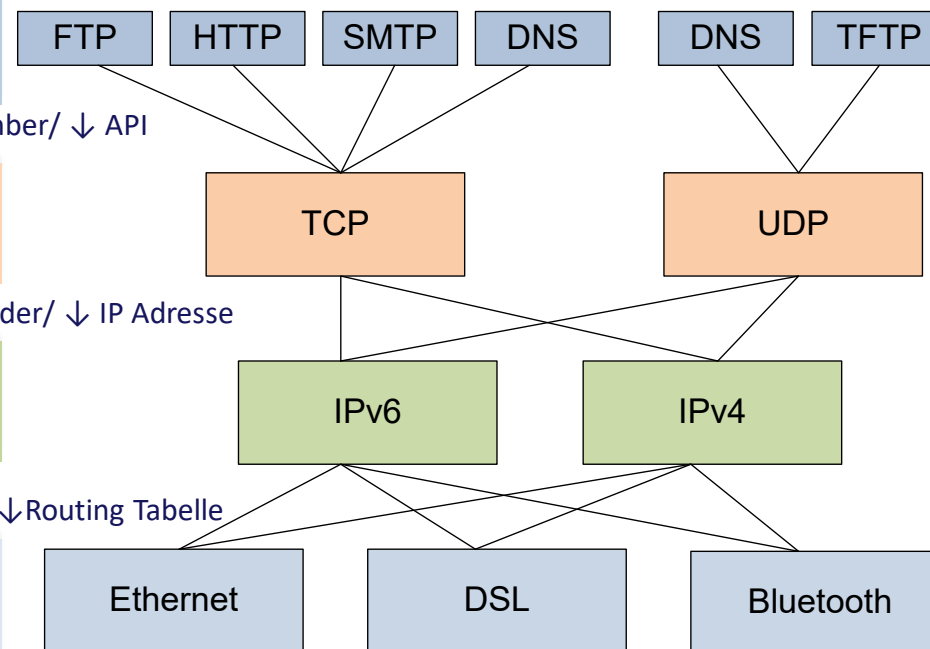 FTP HTTP SMTP DNS DNS TFTP
nber/ ↓ API
TCP UDP
der/ ↓ IP Adresse
IPv6 IPv4
↓Routing Tabelle
Ethernet DSL Bluetooth